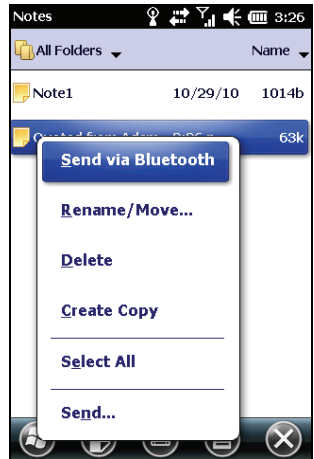 Notes 3:26
All Folders Name
Note1 10/29/10 1014b
63k
Send via Bluetooth
Rename/Move...
Delete
Create Copy
Select All
Send...